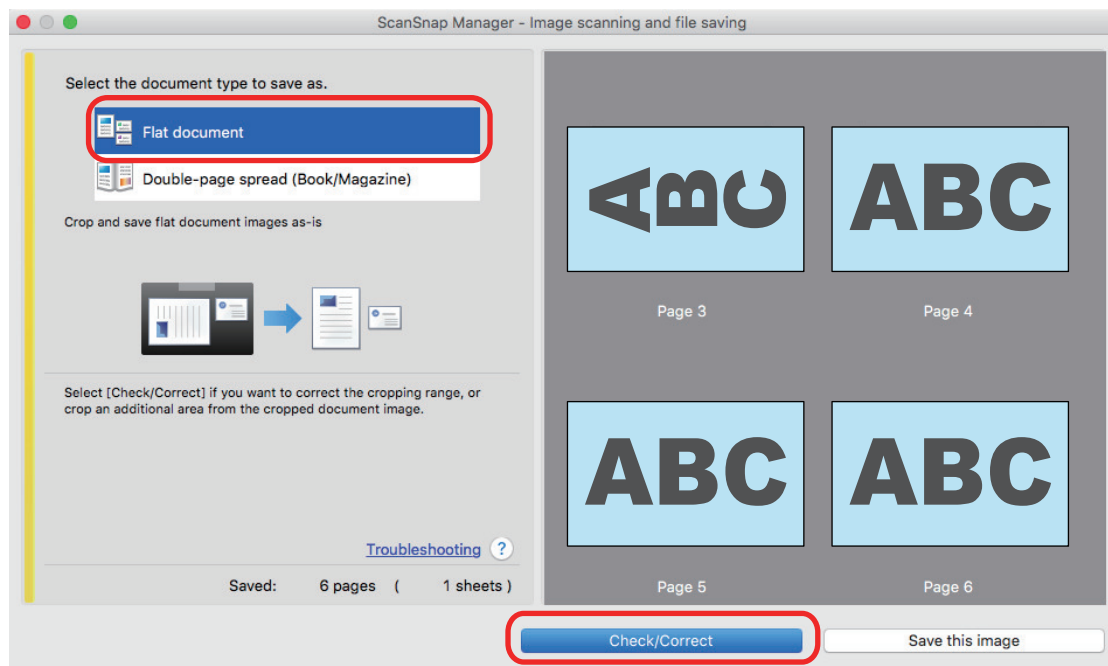 ScanSnap Manager - Image scanning and file saving
Select the document type to save as.
Flat document
Double-page spread (Book/Magazine)
Crop and save flat document images as-is
Select [Check/Correct] if you want to correct the cropping range, or
crop an additional area from the cropped document image.
Troubleshooting ?
Saved: 6 pages ( 1 sheets )
ABC ABC
Page 3 Page 4
ABC ABC
Page 5 Page 6
Check/Correct Save this image